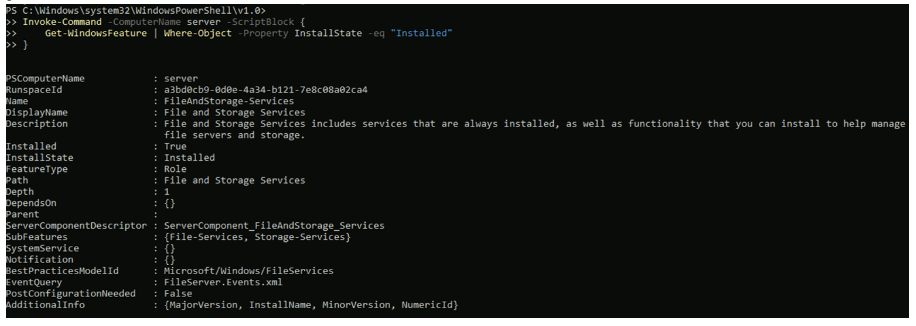 PS C:\Windows\system32\WindowsPowerShell\v1.0>
>> Invoke-Command -ComputerName server -ScriptBlock {
>>     Get-WindowsFeature | Where-Object -Property InstallState -eq "Installed"
>> }
PSComputerName            : server
RunspaceId                : a3bd0cb9-0d0e-4a34-b121-7e8c08a02ca4
Name                      : FileAndStorage-Services
DisplayName               : File and Storage Services
Description               : File and Storage Services includes services that are always installed, as well as functionality that you can install to help manage
                            file servers and storage.
Installed                 : True
InstallState              : Installed
FeatureType               : Role
Path                      : File and Storage Services
Depth                     : 1
DependsOn                 : {}
Parent                    :
ServerComponentDescriptor : ServerComponent_FileAndStorage_Services
SubFeatures               : {File-Services, Storage-Services}
SystemService             : {}
Notification              : {}
BestPracticesModelId      : Microsoft/Windows/FileServices
EventQuery                : FileServer.Events.xml
PostConfigurationNeeded   : False
AdditionalInfo            : {MajorVersion, InstallName, MinorVersion, NumericId}